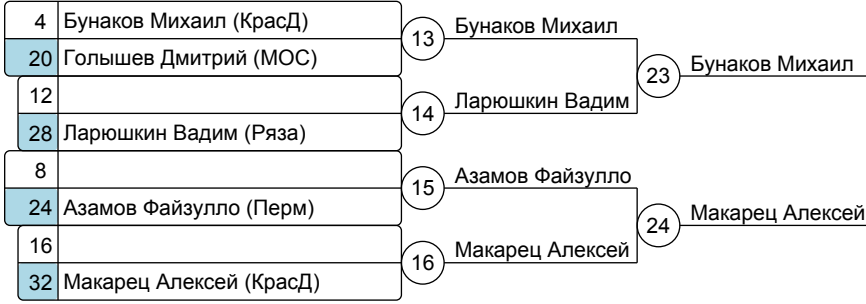 4 Бунаков Михаил (КрасД)
20 Голышев Дмитрий (МОС)
13 Бунаков Михаил
12
28 Ларюшкин Вадим (Ряза)
14 Ларюшкин Вадим
23 Бунаков Михаил
8
24 Азамов Файзулло (Перм)
15 Азамов Файзулло
16
32 Макарец Алексей (КрасД)
16 Макарец Алексей
24 Макарец Алексей